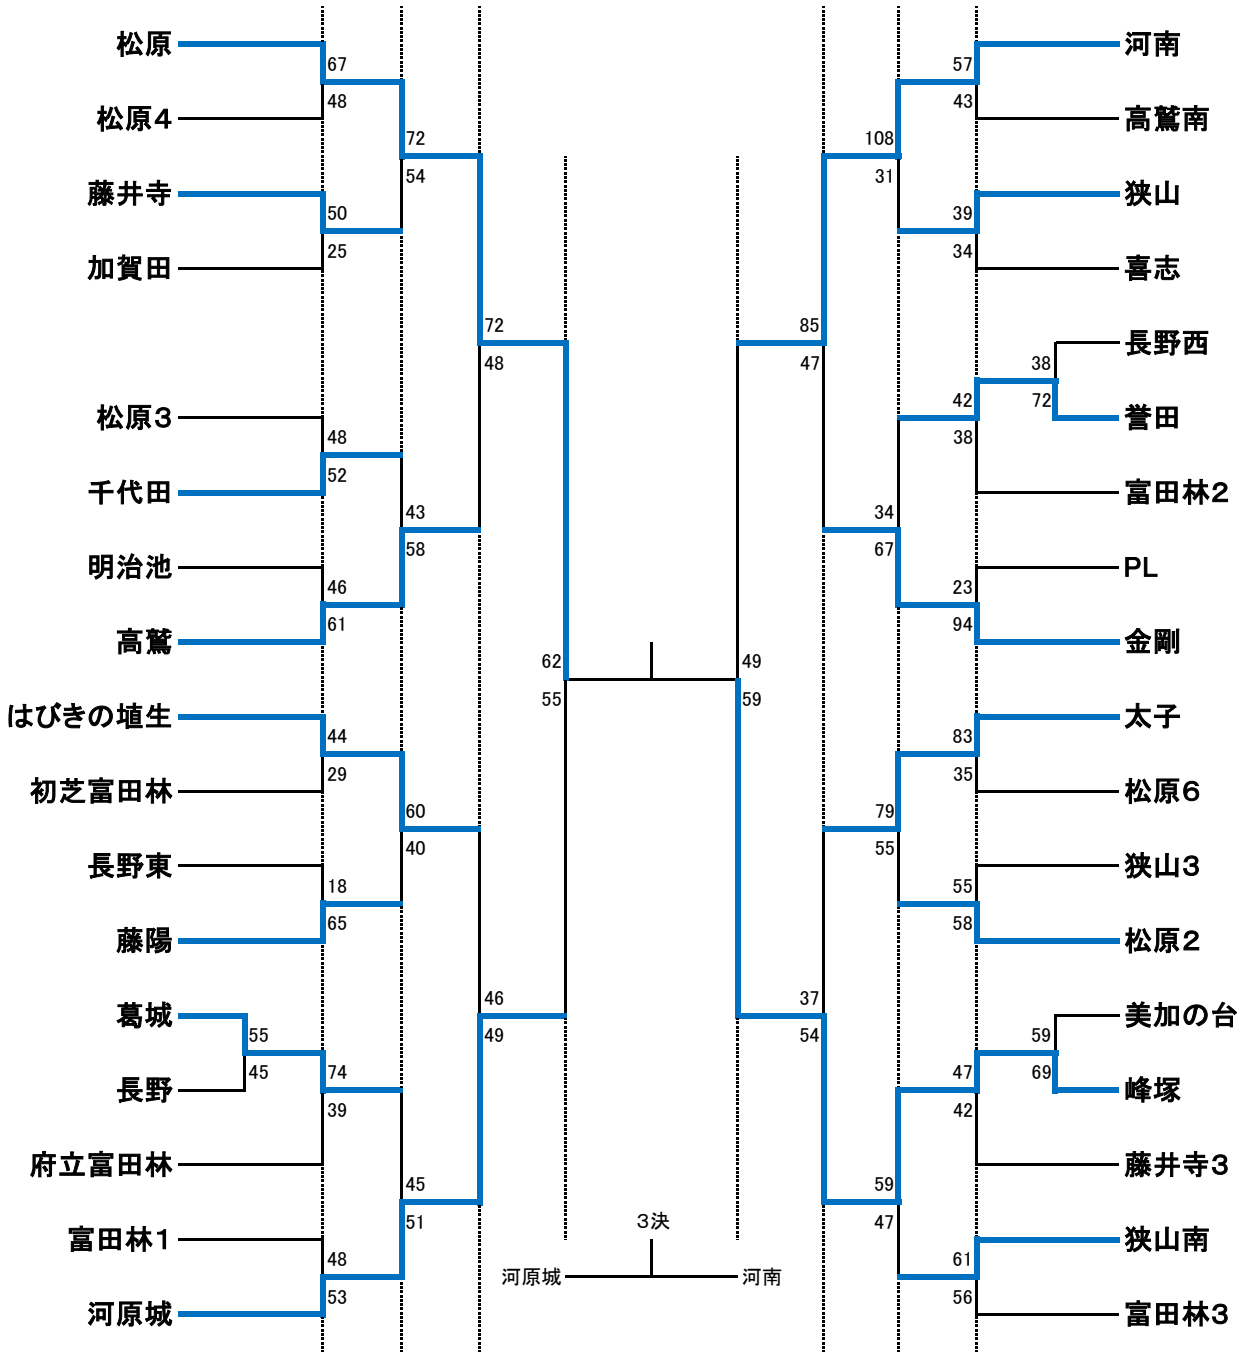 松原
67
48
松原4
72
54
藤井寺
50
25
加賀田
72
48
松原3
48
52
千代田
43
58
明治池
46
61
高鷲
62
55
はびきの埴生
44
29
初芝富田林
60
40
長野東
18
65
藤陽
46
49
葛城
55
45
長野
74
39
府立富田林
45
51
富田林1
48
53
河原城
河南
57
43
高鷲南
108
31
狭山
39
34
喜志
85
47
長野西
38
72
誉田
42
38
富田林2
34
67
PL
23
94
金剛
49
59
太子
83
35
松原6
79
55
狭山3
55
58
松原2
37
54
美加の台
59
69
峰塚
47
42
藤井寺3
59
47
狭山南
61
56
富田林3
3決
河原城
河南